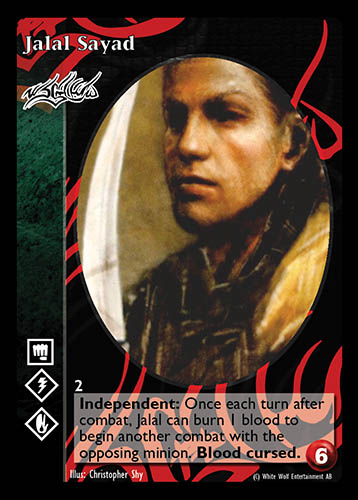 Jalal Sayad
2
Independent: Once each turn after
combat, Jalal can burn 1 blood to
begin another combat with the
opposing minion. Blood cursed.
6
Illus: Christopher Shy
(C) White Wolf Entertainment AB